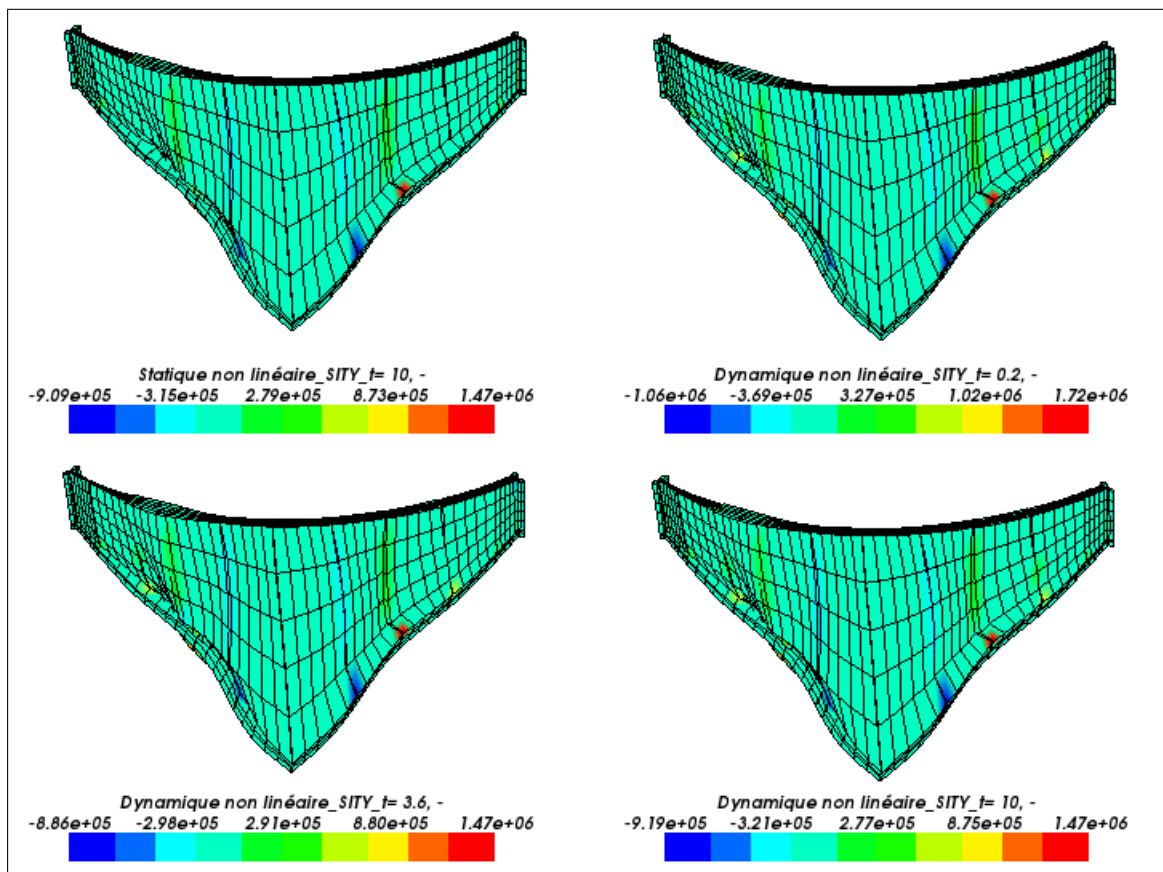 Statique non linéaire_SITY_t= 10, -
-9.09e+05 -3.15e+05 2.79e+05 8.73e+05 1.47e+06
Dynamique non linéaire_SITY_t= 0.2, -
-1.06e+06 -3.69e+05 3.27e+05 1.02e+06 1.72e+06
Dynamique non linéaire_SITY_t= 3.6, -
-8.86e+05 -2.98e+05 2.91e+05 8.80e+05 1.47e+06
Dynamique non linéaire_SITY_t= 10, -
-9.19e+05 -3.21e+05 2.77e+05 8.75e+05 1.47e+06